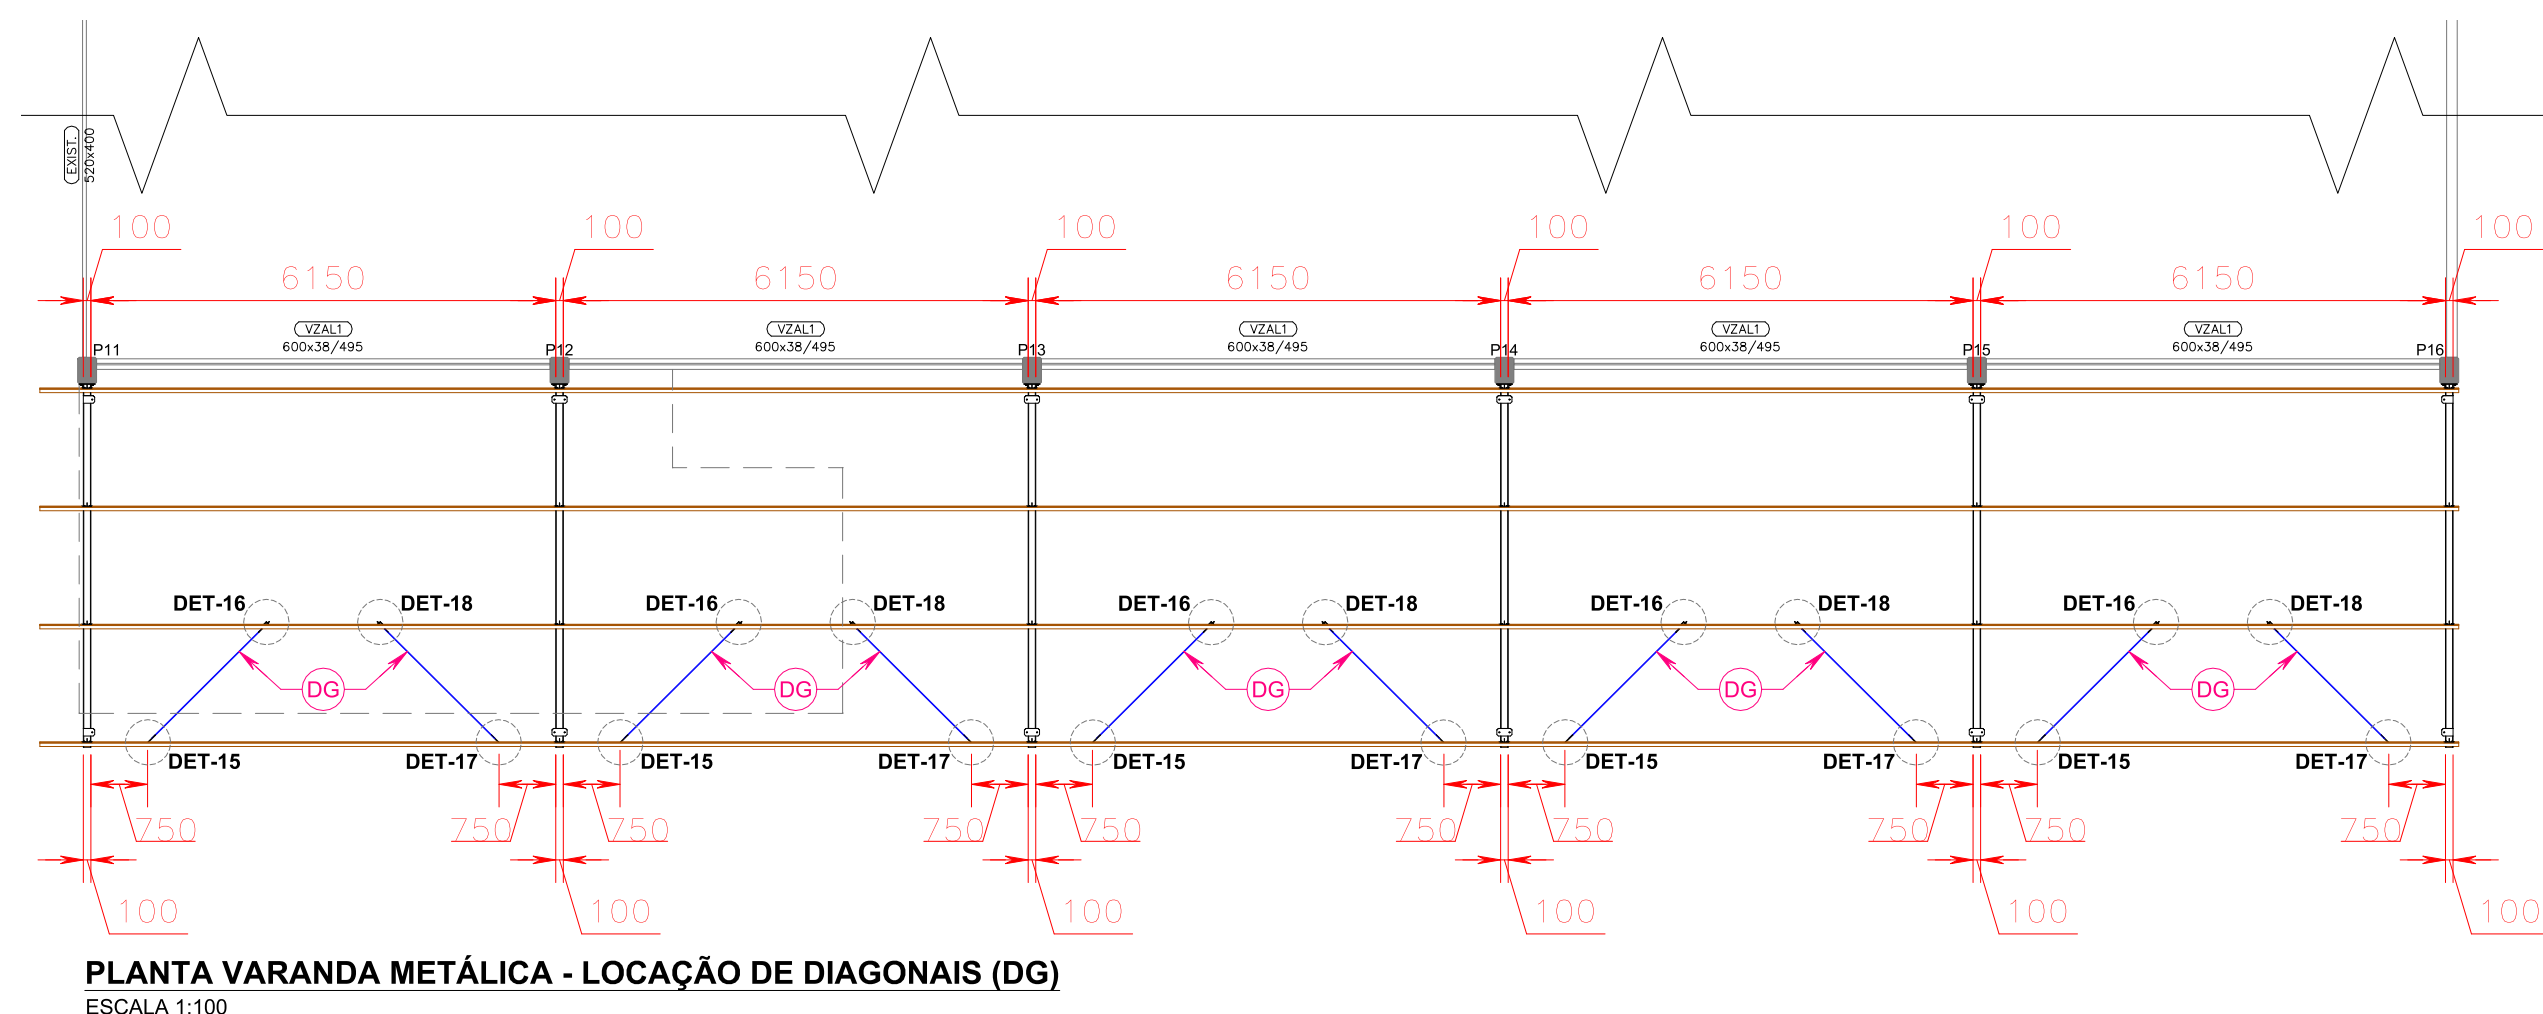 EXIST.
520x400
100 100 100 100 100 100
6150 6150 6150 6150 6150
VZAL1 VZAL1 VZAL1 VZAL1 VZAL1
600x38/495 600x38/495 600x38/495 600x38/495 600x38/495
P11 P12 P13 P14 P15 P16
DET-16 DET-18 DET-16 DET-18 DET-16 DET-18 DET-16 DET-18 DET-16 DET-18
DG DG DG DG DG
DET-15 DET-17 DET-15 DET-17 DET-15 DET-17 DET-15 DET-17 DET-15 DET-17
750 750 750 750 750 750 750 750 750 750
100 100 100 100 100 100
PLANTA VARANDA METÁLICA - LOCAÇÃO DE DIAGONAIS (DG)
ESCALA 1:100